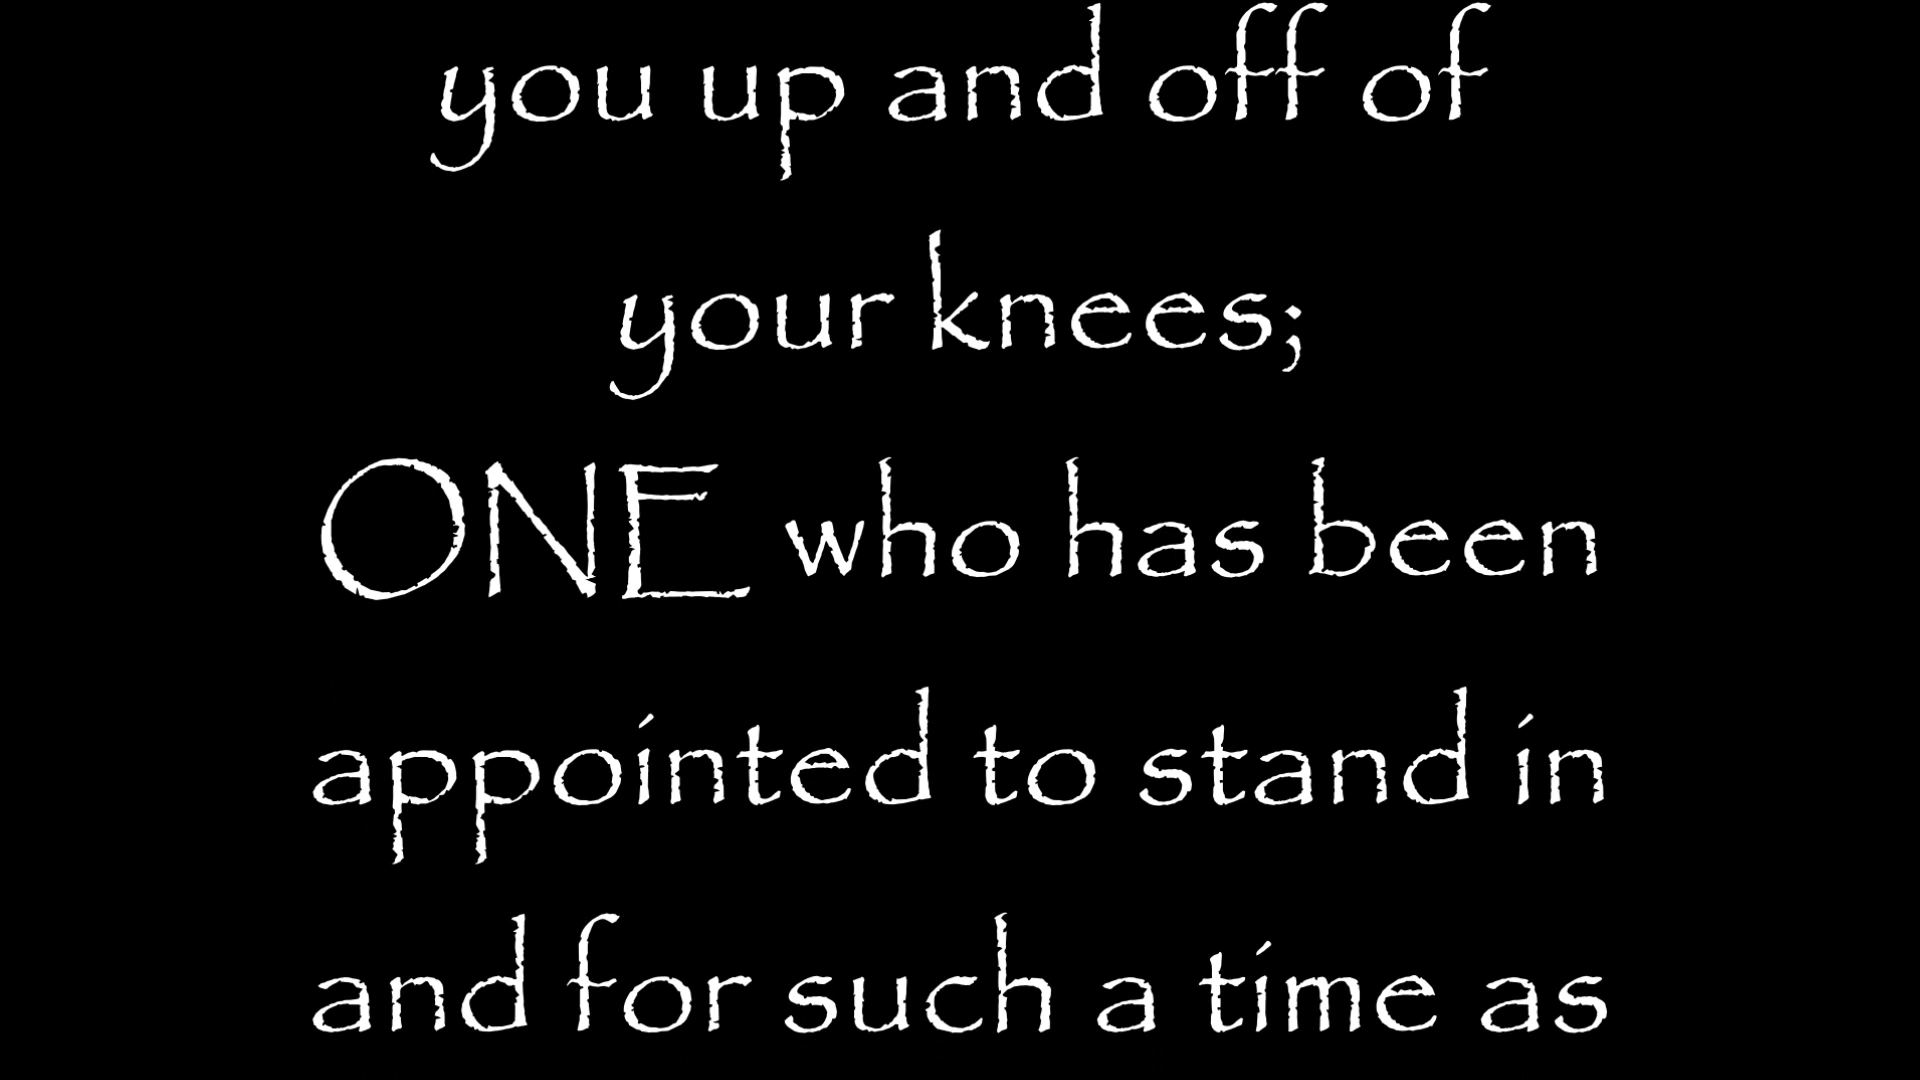 you up and off of
your knees;
ONE who has been
appointed to stand in
and for such a time as